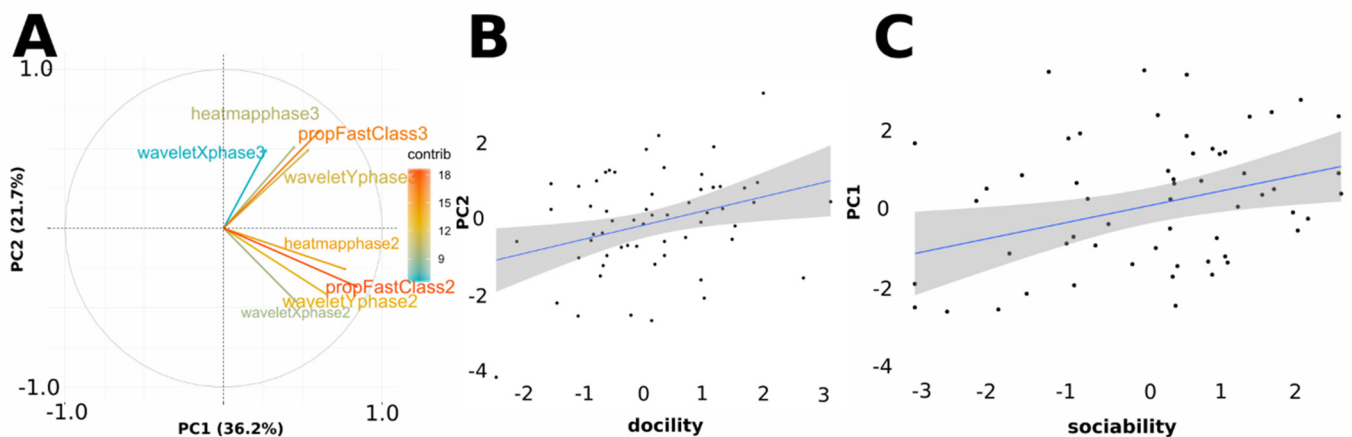 A
1.0
heatmapphase3
propFastClass3
waveletXphase3
waveletYphase3
contrib
18
15
12
9
heatmapphase2
propFastClass2
waveletYphase2
waveletXphase2
-1.0
-1.0
1.0
PC2 (21.7%)
PC1 (36.2%)
B
2
0
-2
-4
PC2
-2
-1
0
1
2
3
docility
C
2
0
-2
-4
PC1
-3
-2
-1
0
1
2
sociability